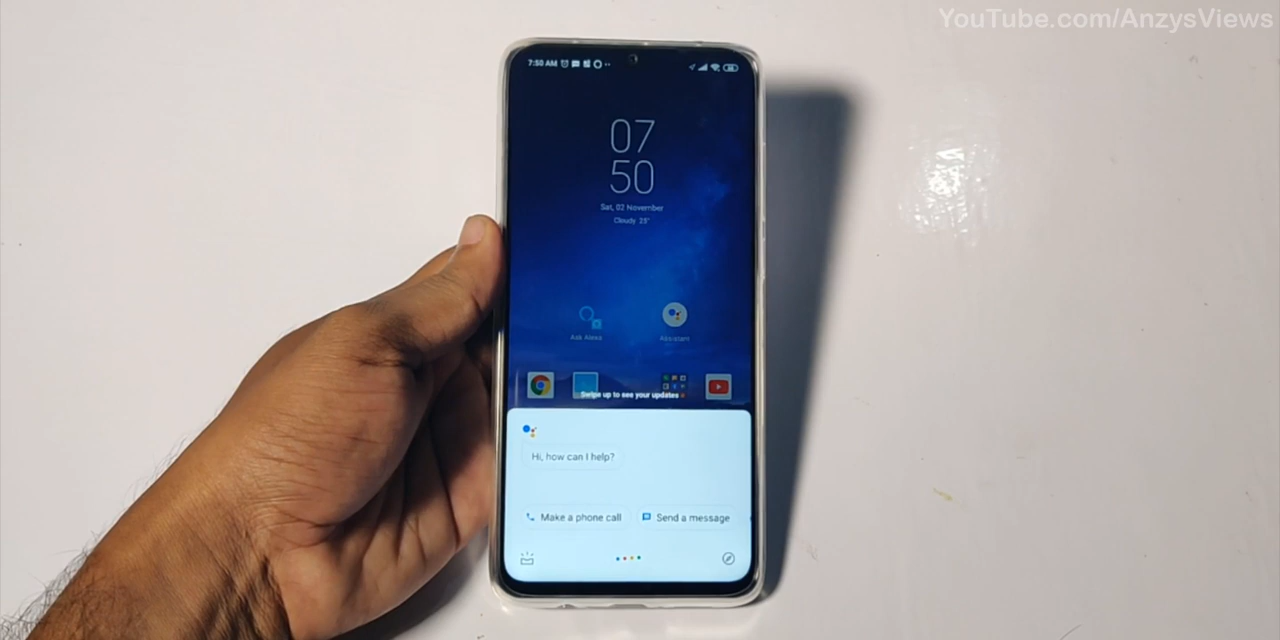 YouTube.com/AnzysViews
7:50 AM
07
50
Sat, 02 November
Cloudy 23°
Ask Alexa
Assistant
Swipe up to see your updates
Hi, how can I help?
Make a phone call
Send a message